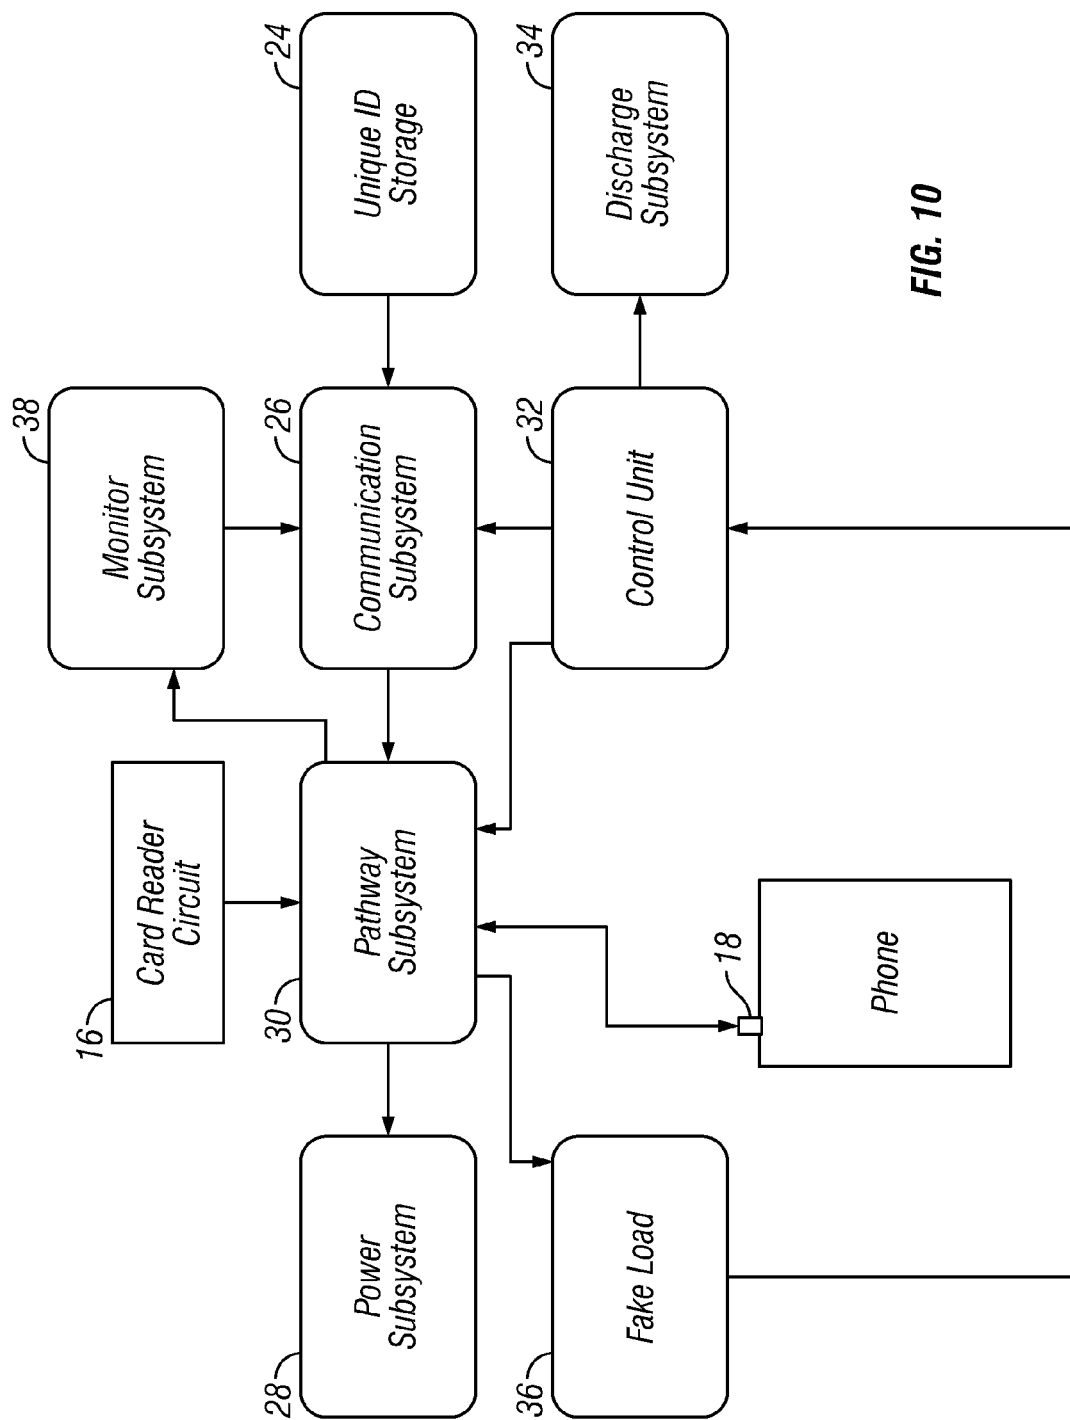 16
Card Reader
Circuit
38
Monitor
Subsystem
28
Power
Subsystem
30
Pathway
Subsystem
26
Communication
Subsystem
24
Unique ID
Storage
36
Fake Load
32
Control Unit
34
Discharge
Subsystem
18
Phone
FIG. 10